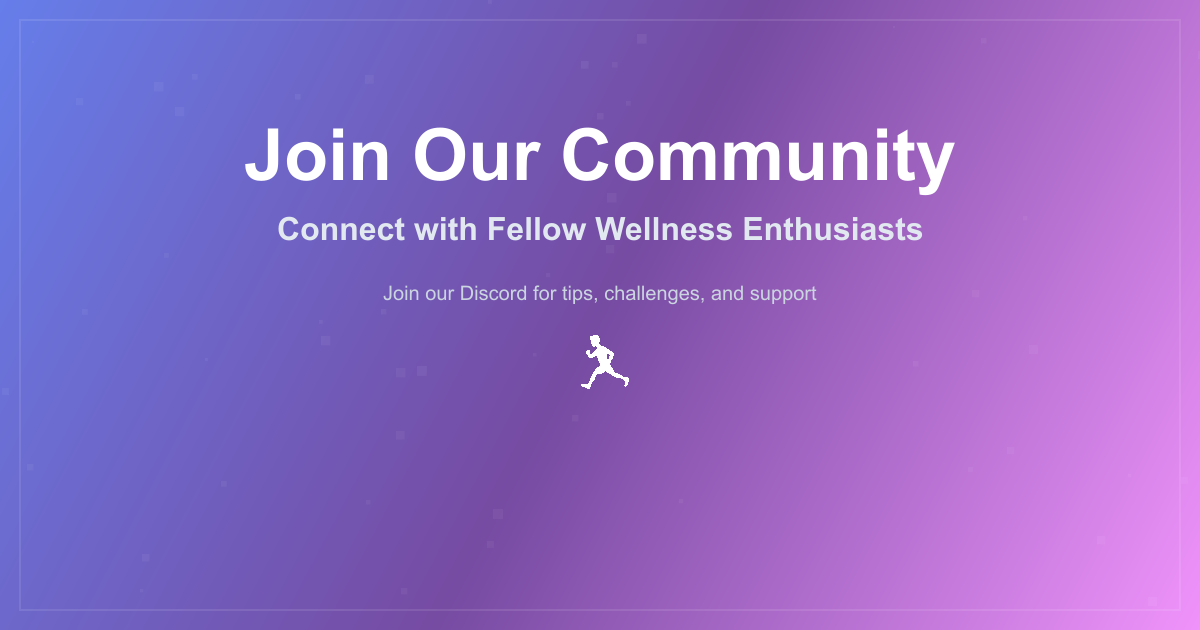 Join Our Community
Connect with Fellow Wellness Enthusiasts
Join our Discord for tips, challenges, and support